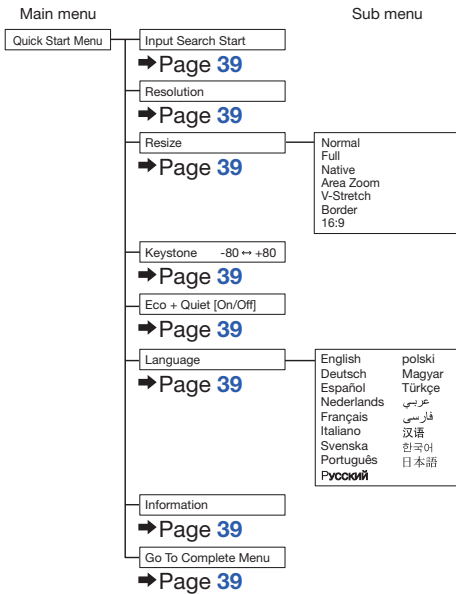 Main menu
Sub menu
Quick Start Menu
Input Search Start
➡Page 39
Resolution
➡Page 39
Resize
➡Page 39
Normal
Full
Native
Area Zoom
V-Stretch
Border
16:9
Keystone -80 ↔ +80
➡Page 39
Eco + Quiet [On/Off]
➡Page 39
Language
➡Page 39
English polski
Deutsch Magyar
Español Türkçe
Nederlands عربي
Français فارسی
Italiano 汉语
Svenska 한국어
Português 日本語
Русский
Information
➡Page 39
Go To Complete Menu
➡Page 39